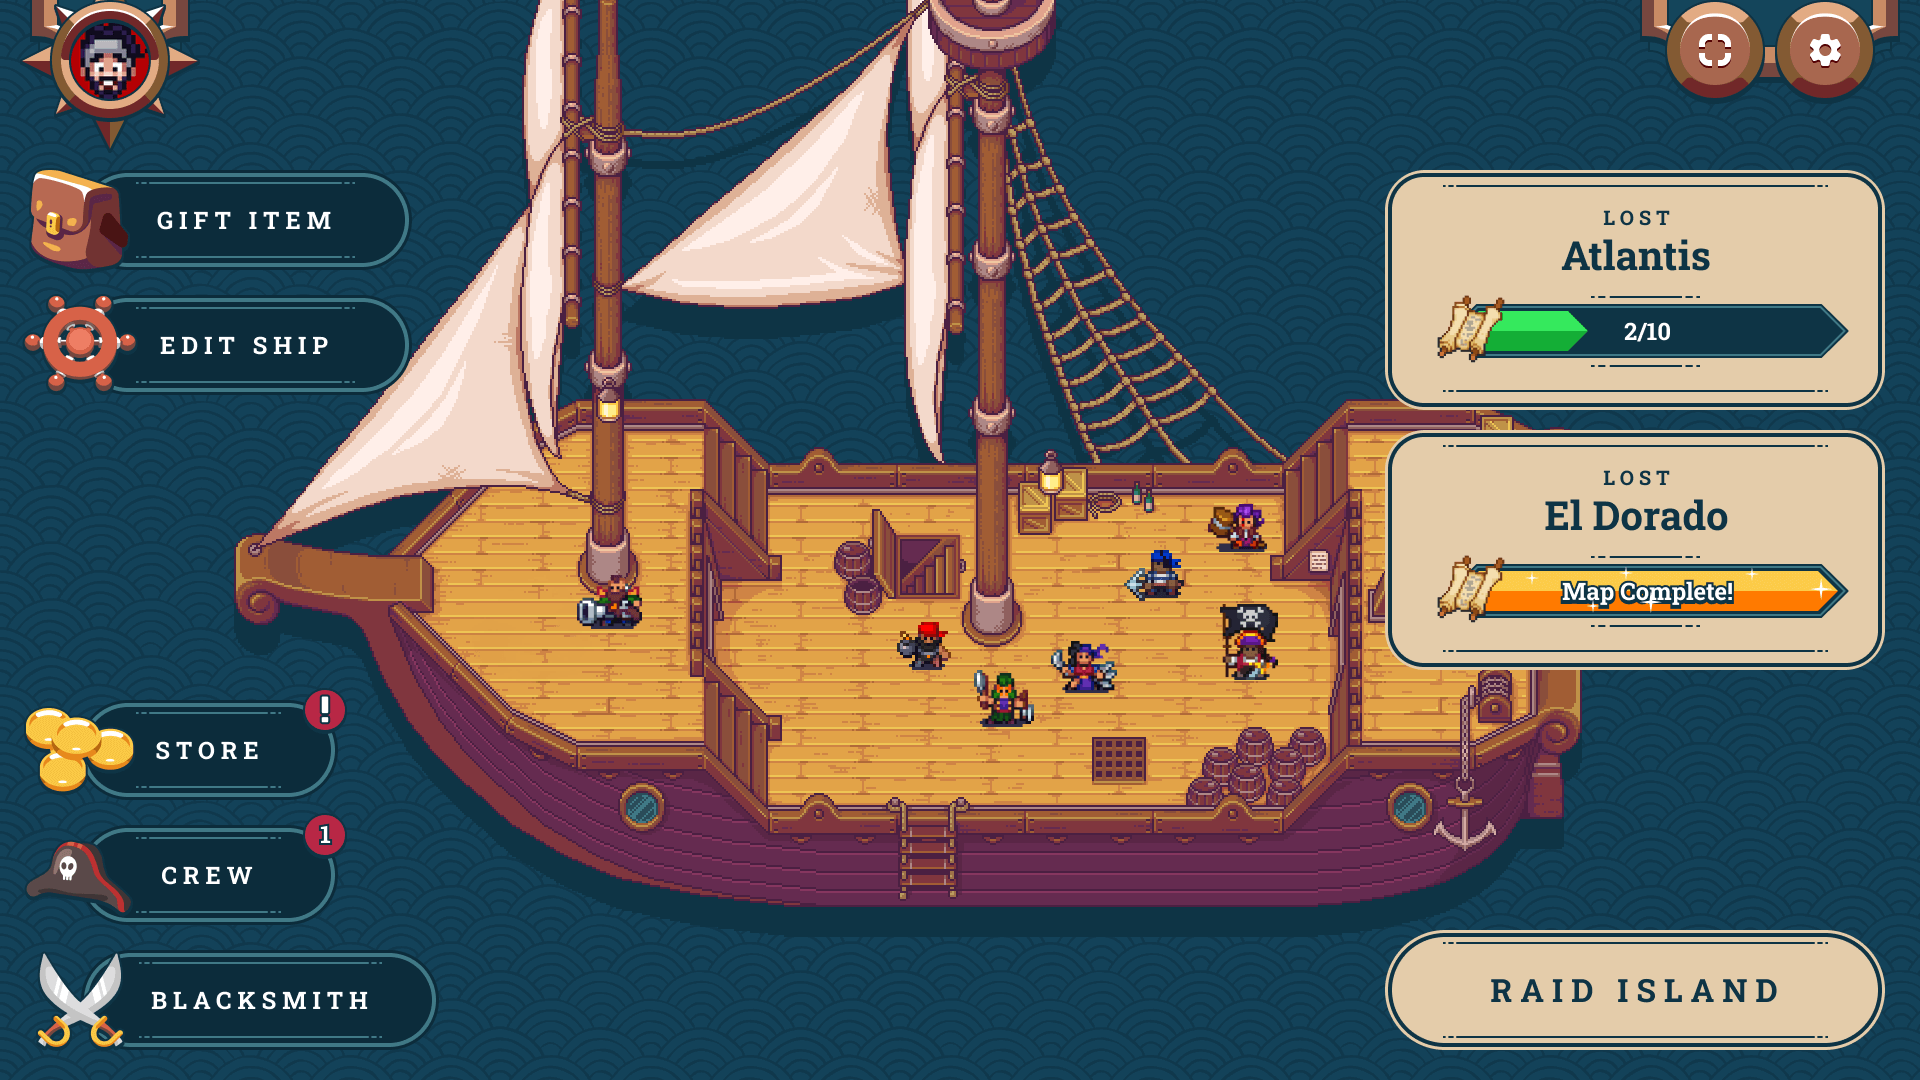 GIFT ITEM
EDIT SHIP
!
STORE
1
CREW
BLACKSMITH
LOST
Atlantis
2/10
LOST
El Dorado
Map Complete!
RAID ISLAND